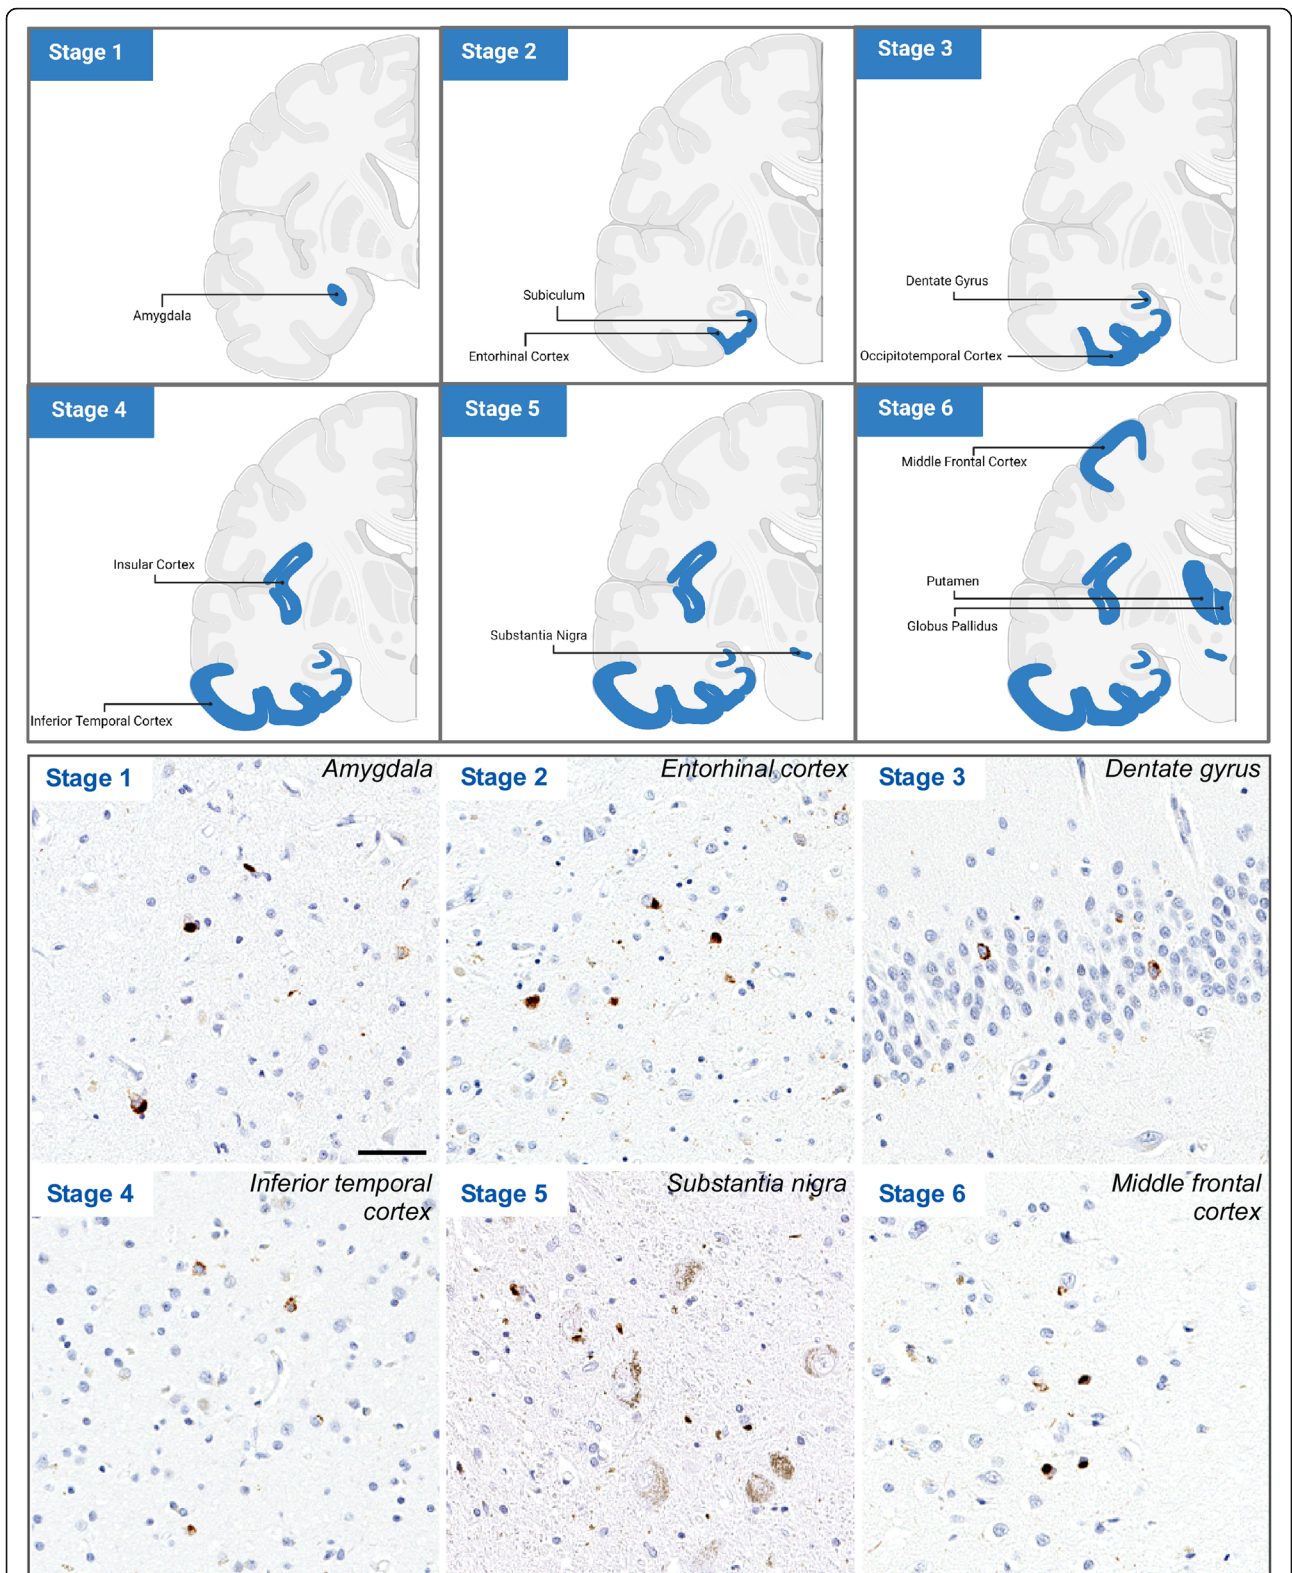 Stage 1
Amygdala
Stage 2
Subiculum
Entorhinal Cortex
Stage 3
Dentate Gyrus
Occipitotemporal Cortex
Stage 4
Insular Cortex
Inferior Temporal Cortex
Stage 5
Substantia Nigra
Stage 6
Middle Frontal Cortex
Putamen
Globus Pallidus
Stage 1
Amygdala
Stage 2
Entorhinal cortex
Stage 3
Dentate gyrus
Stage 4
Inferior temporal
cortex
Stage 5
Substantia nigra
Stage 6
Middle frontal
cortex